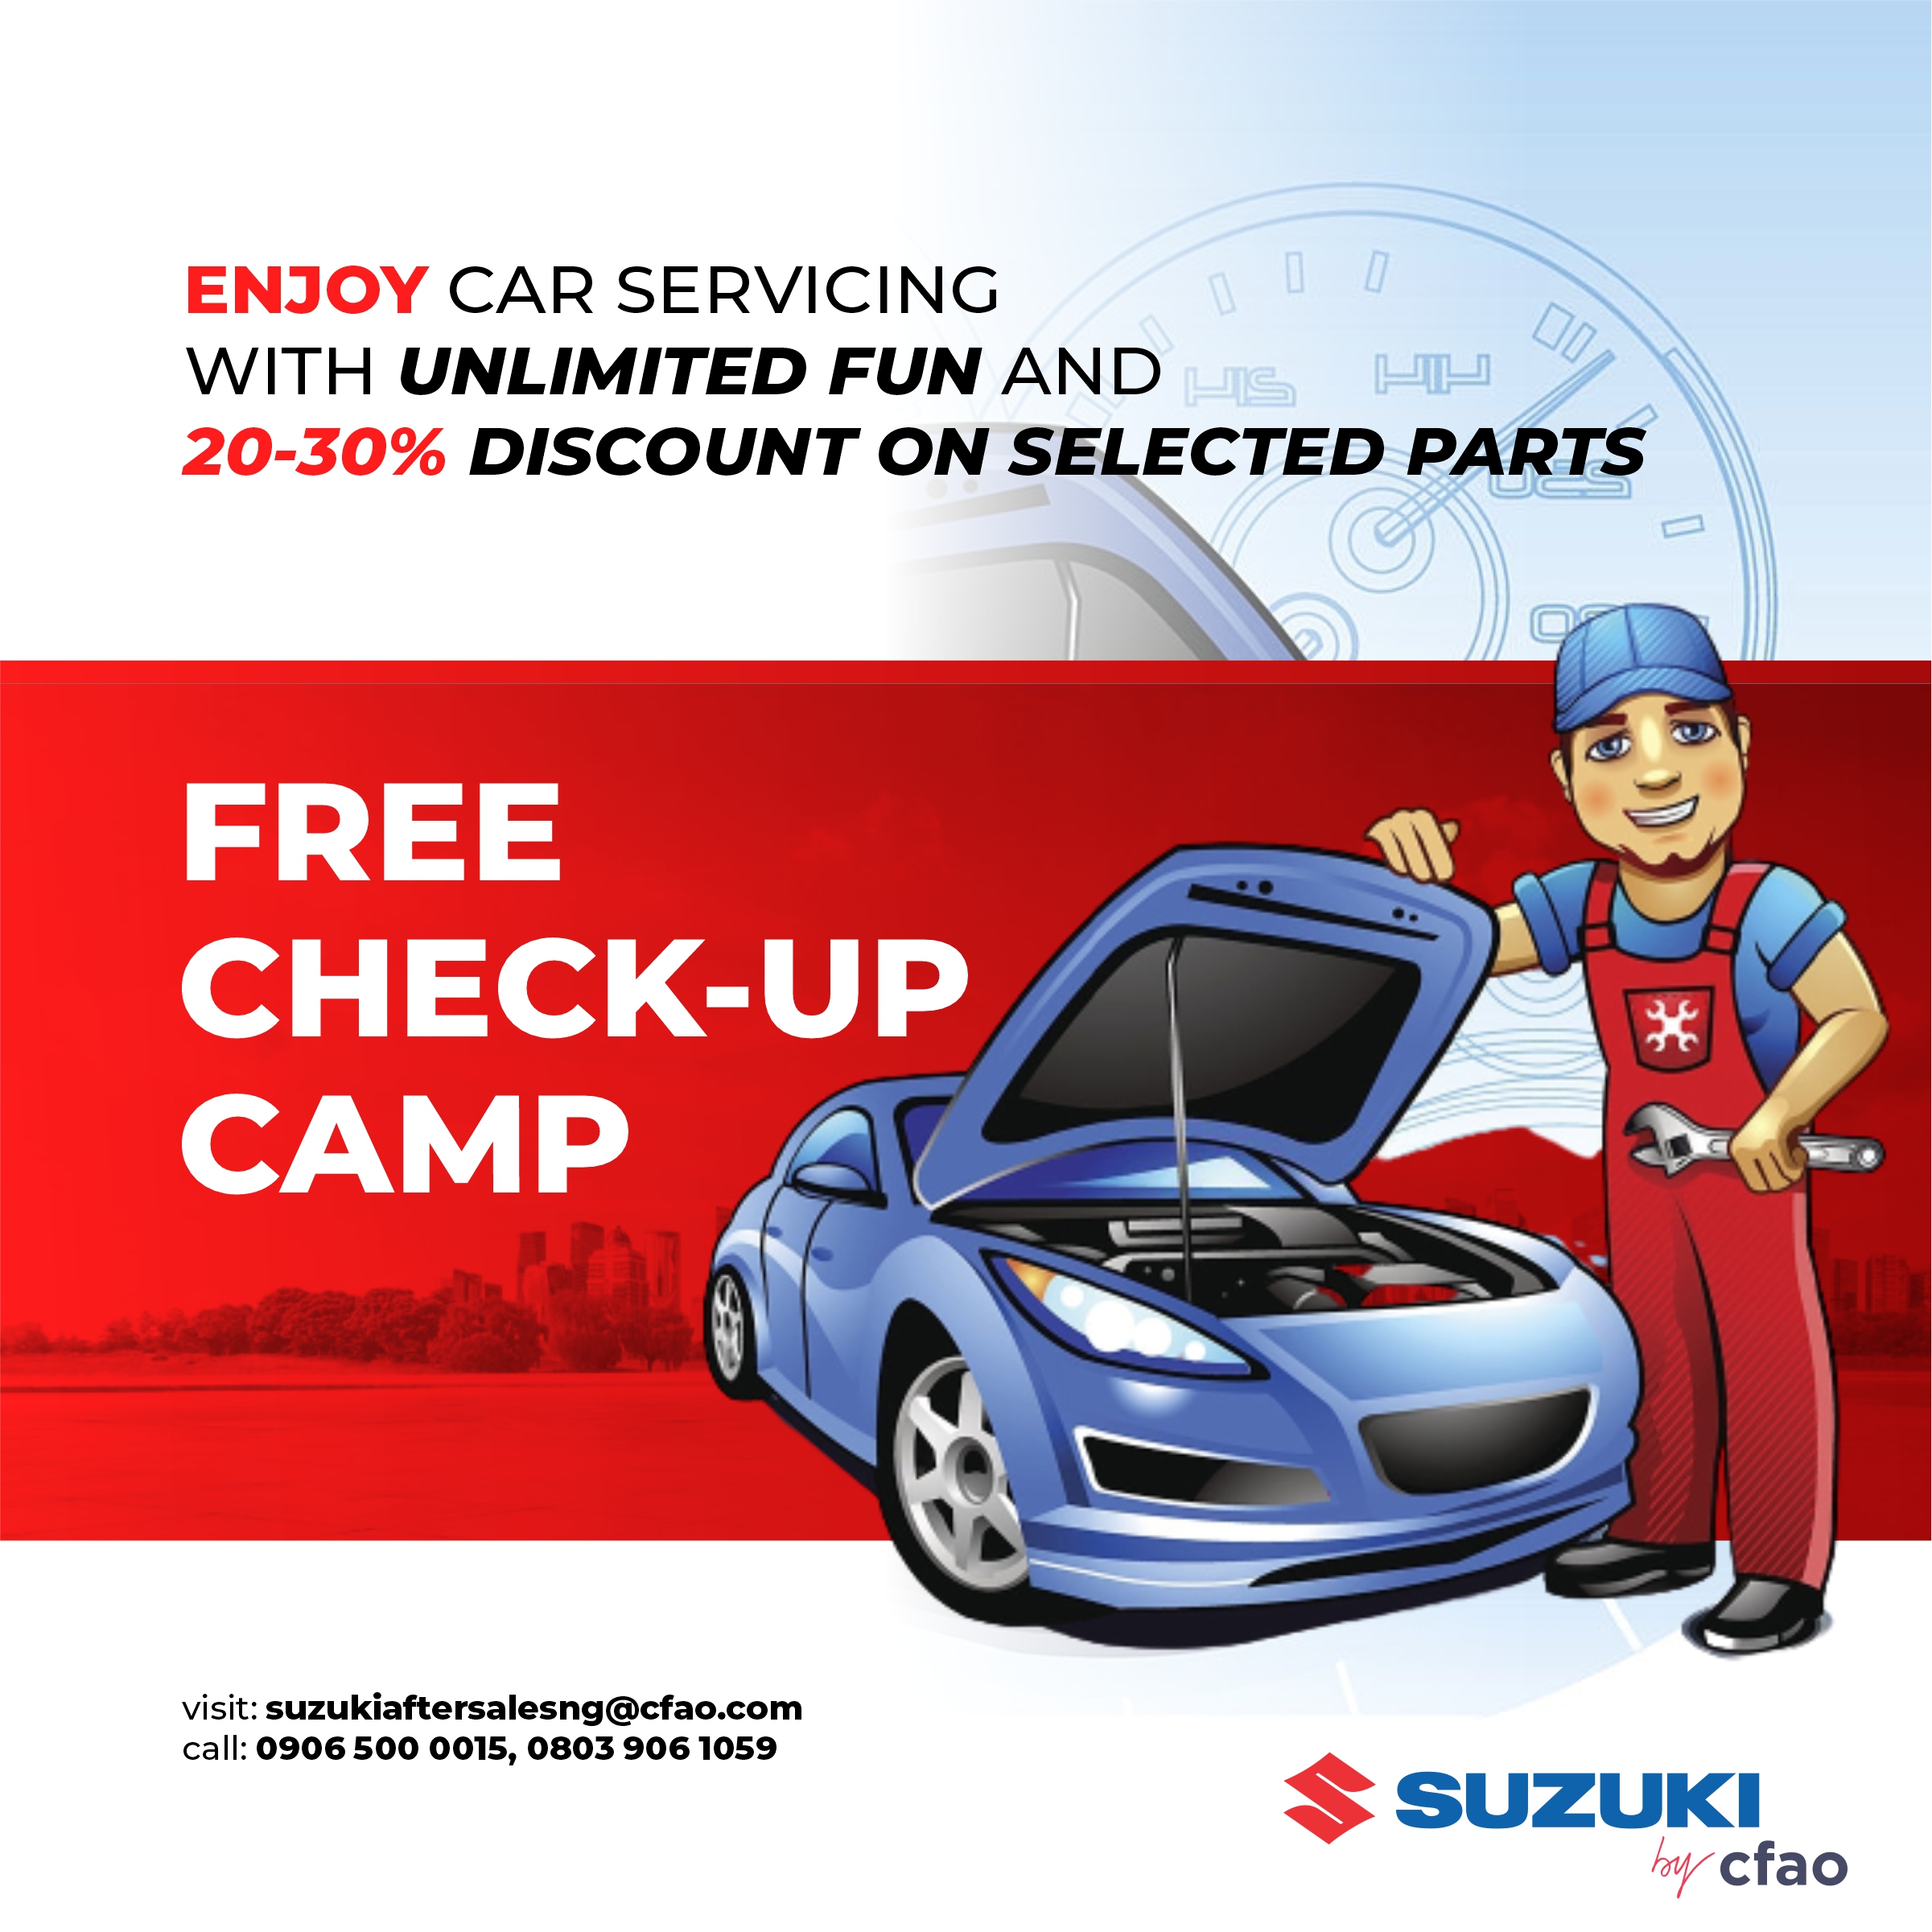 ENJOY CAR SERVICING
WITH UNLIMITED FUN AND
20-30% DISCOUNT ON SELECTED PARTS
FREE
CHECK-UP
CAMP
visit: suzukiaftersalesng@cfao.com
call: 0906 500 0015, 0803 906 1059
SUZUKI
by cfao